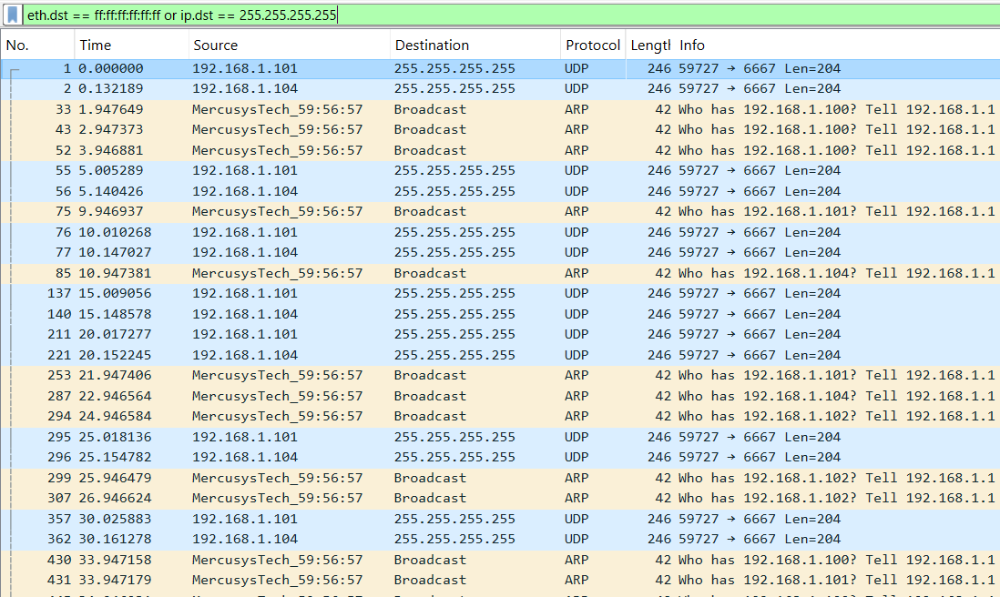 eth.dst == ff:ff:ff:ff:ff:ff or ip.dst == 255.255.255.255
No. Time Source Destination Protocol Length Info
1 0.000000 192.168.1.101 255.255.255.255 UDP 246 59727 → 6667 Len=204
2 0.132189 192.168.1.104 255.255.255.255 UDP 246 59727 → 6667 Len=204
33 1.947649 MercusysTech_59:56:57 Broadcast ARP 42 Who has 192.168.1.100? Tell 192.168.1.1
43 2.947373 MercusysTech_59:56:57 Broadcast ARP 42 Who has 192.168.1.100? Tell 192.168.1.1
52 3.946881 MercusysTech_59:56:57 Broadcast ARP 42 Who has 192.168.1.100? Tell 192.168.1.1
55 5.005289 192.168.1.101 255.255.255.255 UDP 246 59727 → 6667 Len=204
56 5.140426 192.168.1.104 255.255.255.255 UDP 246 59727 → 6667 Len=204
75 9.946937 MercusysTech_59:56:57 Broadcast ARP 42 Who has 192.168.1.101? Tell 192.168.1.1
76 10.010268 192.168.1.101 255.255.255.255 UDP 246 59727 → 6667 Len=204
77 10.147027 192.168.1.104 255.255.255.255 UDP 246 59727 → 6667 Len=204
85 10.947381 MercusysTech_59:56:57 Broadcast ARP 42 Who has 192.168.1.104? Tell 192.168.1.1
137 15.009056 192.168.1.101 255.255.255.255 UDP 246 59727 → 6667 Len=204
140 15.148578 192.168.1.104 255.255.255.255 UDP 246 59727 → 6667 Len=204
211 20.017277 192.168.1.101 255.255.255.255 UDP 246 59727 → 6667 Len=204
221 20.152245 192.168.1.104 255.255.255.255 UDP 246 59727 → 6667 Len=204
253 21.947406 MercusysTech_59:56:57 Broadcast ARP 42 Who has 192.168.1.101? Tell 192.168.1.1
287 22.946564 MercusysTech_59:56:57 Broadcast ARP 42 Who has 192.168.1.104? Tell 192.168.1.1
294 24.946584 MercusysTech_59:56:57 Broadcast ARP 42 Who has 192.168.1.102? Tell 192.168.1.1
295 25.018136 192.168.1.101 255.255.255.255 UDP 246 59727 → 6667 Len=204
296 25.154782 192.168.1.104 255.255.255.255 UDP 246 59727 → 6667 Len=204
299 25.946479 MercusysTech_59:56:57 Broadcast ARP 42 Who has 192.168.1.102? Tell 192.168.1.1
307 26.946624 MercusysTech_59:56:57 Broadcast ARP 42 Who has 192.168.1.102? Tell 192.168.1.1
357 30.025883 192.168.1.101 255.255.255.255 UDP 246 59727 → 6667 Len=204
362 30.161278 192.168.1.104 255.255.255.255 UDP 246 59727 → 6667 Len=204
430 33.947158 MercusysTech_59:56:57 Broadcast ARP 42 Who has 192.168.1.100? Tell 192.168.1.1
431 33.947179 MercusysTech_59:56:57 Broadcast ARP 42 Who has 192.168.1.101? Tell 192.168.1.1